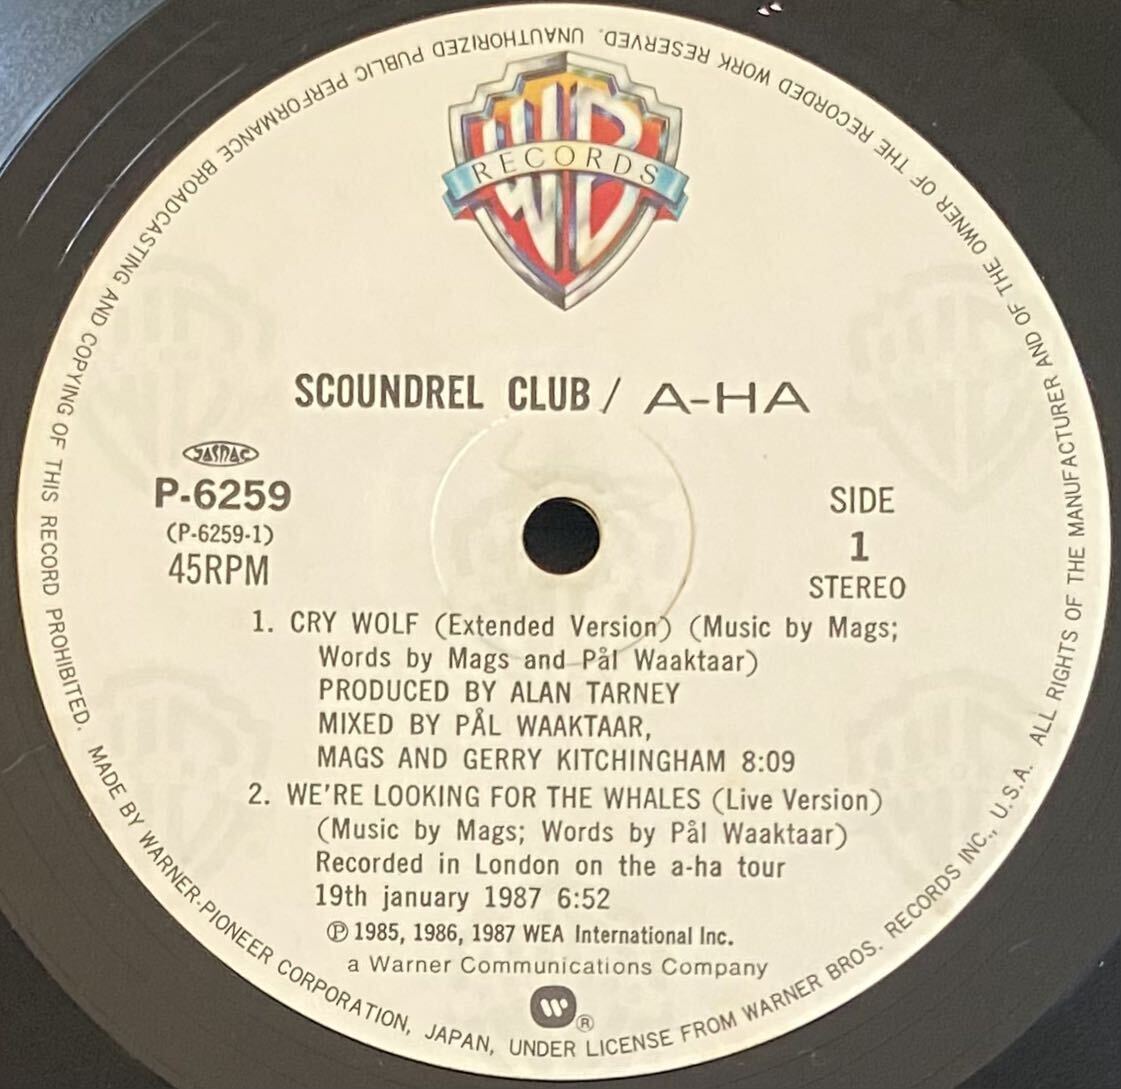 WB
RECORDS
SCOUNDREL CLUB / A-HA
JASRAC
P-6259
(P-6259-1)
45RPM
SIDE
1
STEREO
1. CRY WOLF (Extended Version) (Music by Mags;
Words by Mags and Pål Waaktaar)
PRODUCED BY ALAN TARNEY
MIXED BY PÅL WAAKTAAR,
MAGS AND GERRY KITCHINGHAM 8:09
2. WE'RE LOOKING FOR THE WHALES (Live Version)
(Music by Mags; Words by Pål Waaktaar)
Recorded in London on the a-ha tour
19th january 1987 6:52
℗ 1985, 1986, 1987 WEA International Inc.
a Warner Communications Company
®
MADE BY WARNER-PIONEER CORPORATION, JAPAN, UNDER LICENSE FROM WARNER BROS. RECORDS INC., U.S.A. ALL RIGHTS OF THE MANUFACTURER AND OF THE OWNER OF THE RECORDED WORK RESERVED. UNAUTHORIZED PUBLIC PERFORMANCE BROADCASTING AND COPYING OF THIS RECORD PROHIBITED.